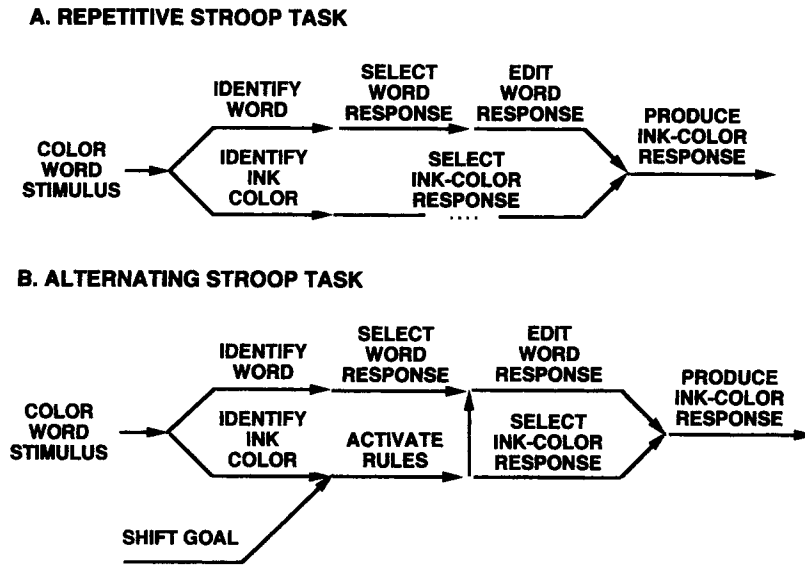 A. REPETITIVE STROOP TASK
IDENTIFY
WORD
SELECT
WORD
RESPONSE
EDIT
WORD
RESPONSE
PRODUCE
INK-COLOR
RESPONSE
COLOR
WORD
STIMULUS
IDENTIFY
INK
COLOR
SELECT
INK-COLOR
RESPONSE
....
B. ALTERNATING STROOP TASK
IDENTIFY
WORD
SELECT
WORD
RESPONSE
EDIT
WORD
RESPONSE
PRODUCE
INK-COLOR
RESPONSE
COLOR
WORD
STIMULUS
IDENTIFY
INK
COLOR
ACTIVATE
RULES
SELECT
INK-COLOR
RESPONSE
SHIFT GOAL